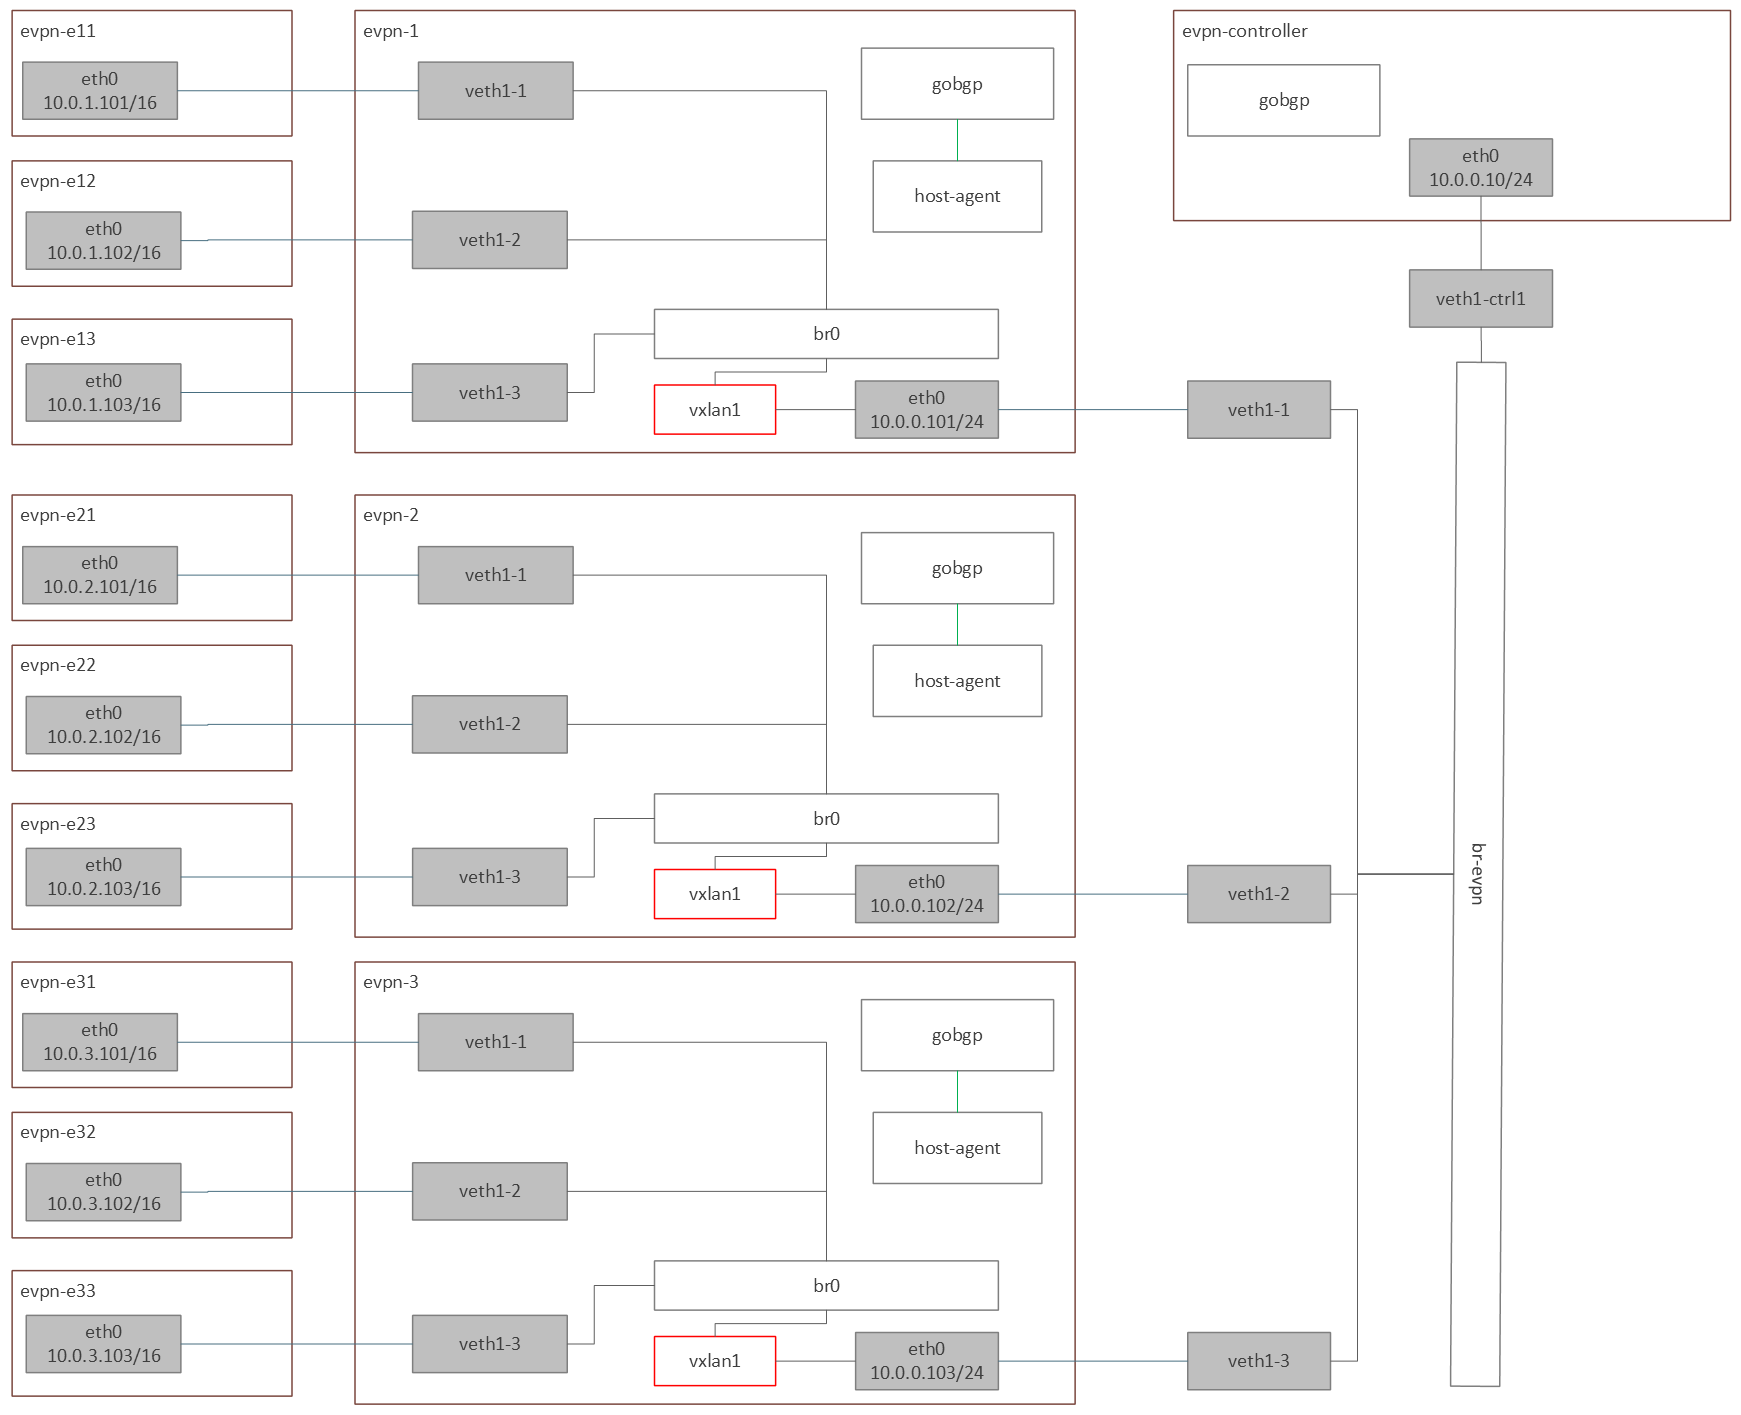 evpn-e11
eth0
10.0.1.101/16
evpn-e12
eth0
10.0.1.102/16
evpn-e13
eth0
10.0.1.103/16
evpn-1
veth1-1
veth1-2
veth1-3
gobgp
host-agent
br0
vxlan1
eth0
10.0.0.101/24
evpn-controller
gobgp
eth0
10.0.0.10/24
veth1-ctrl1
veth1-1
evpn-e21
eth0
10.0.2.101/16
evpn-e22
eth0
10.0.2.102/16
evpn-e23
eth0
10.0.2.103/16
evpn-2
veth1-1
veth1-2
veth1-3
gobgp
host-agent
br0
vxlan1
eth0
10.0.0.102/24
veth1-2
br-evpn
evpn-e31
eth0
10.0.3.101/16
evpn-e32
eth0
10.0.3.102/16
evpn-e33
eth0
10.0.3.103/16
evpn-3
veth1-1
veth1-2
veth1-3
gobgp
host-agent
br0
vxlan1
eth0
10.0.0.103/24
veth1-3